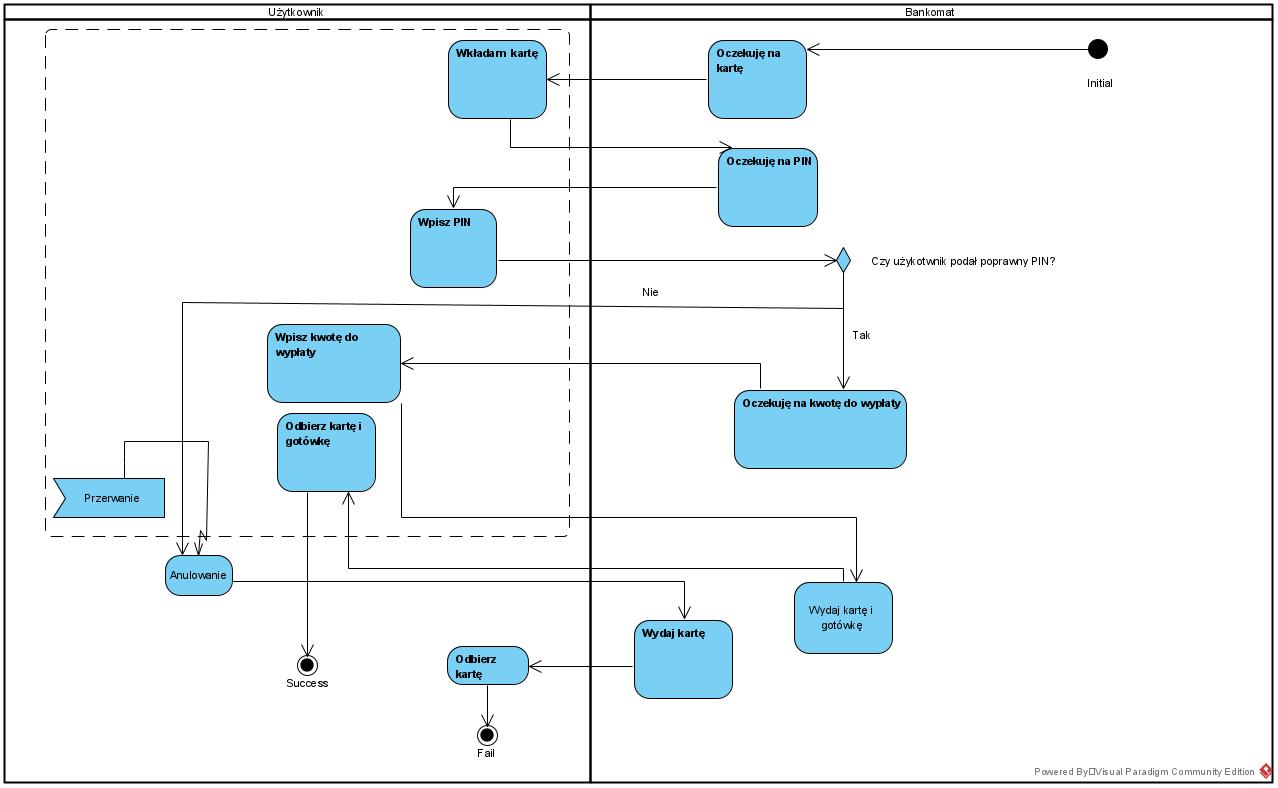 Użytkownik
Bankomat
Wkładam kartę
Oczekuję na
kartę
Initial
Oczekuję na PIN
Wpisz PIN
Czy użykotwnik podał poprawny PIN?
Nie
Tak
Wpisz kwotę do
wypłaty
Oczekuję na kwotę do wypłaty
Odbierz kartę i
gotówkę
Przerwanie
Anulowanie
Wydaj kartę i
gotówkę
Wydaj kartę
Odbierz
kartę
Success
Fail
Powered By□Visual Paradigm Community Edition